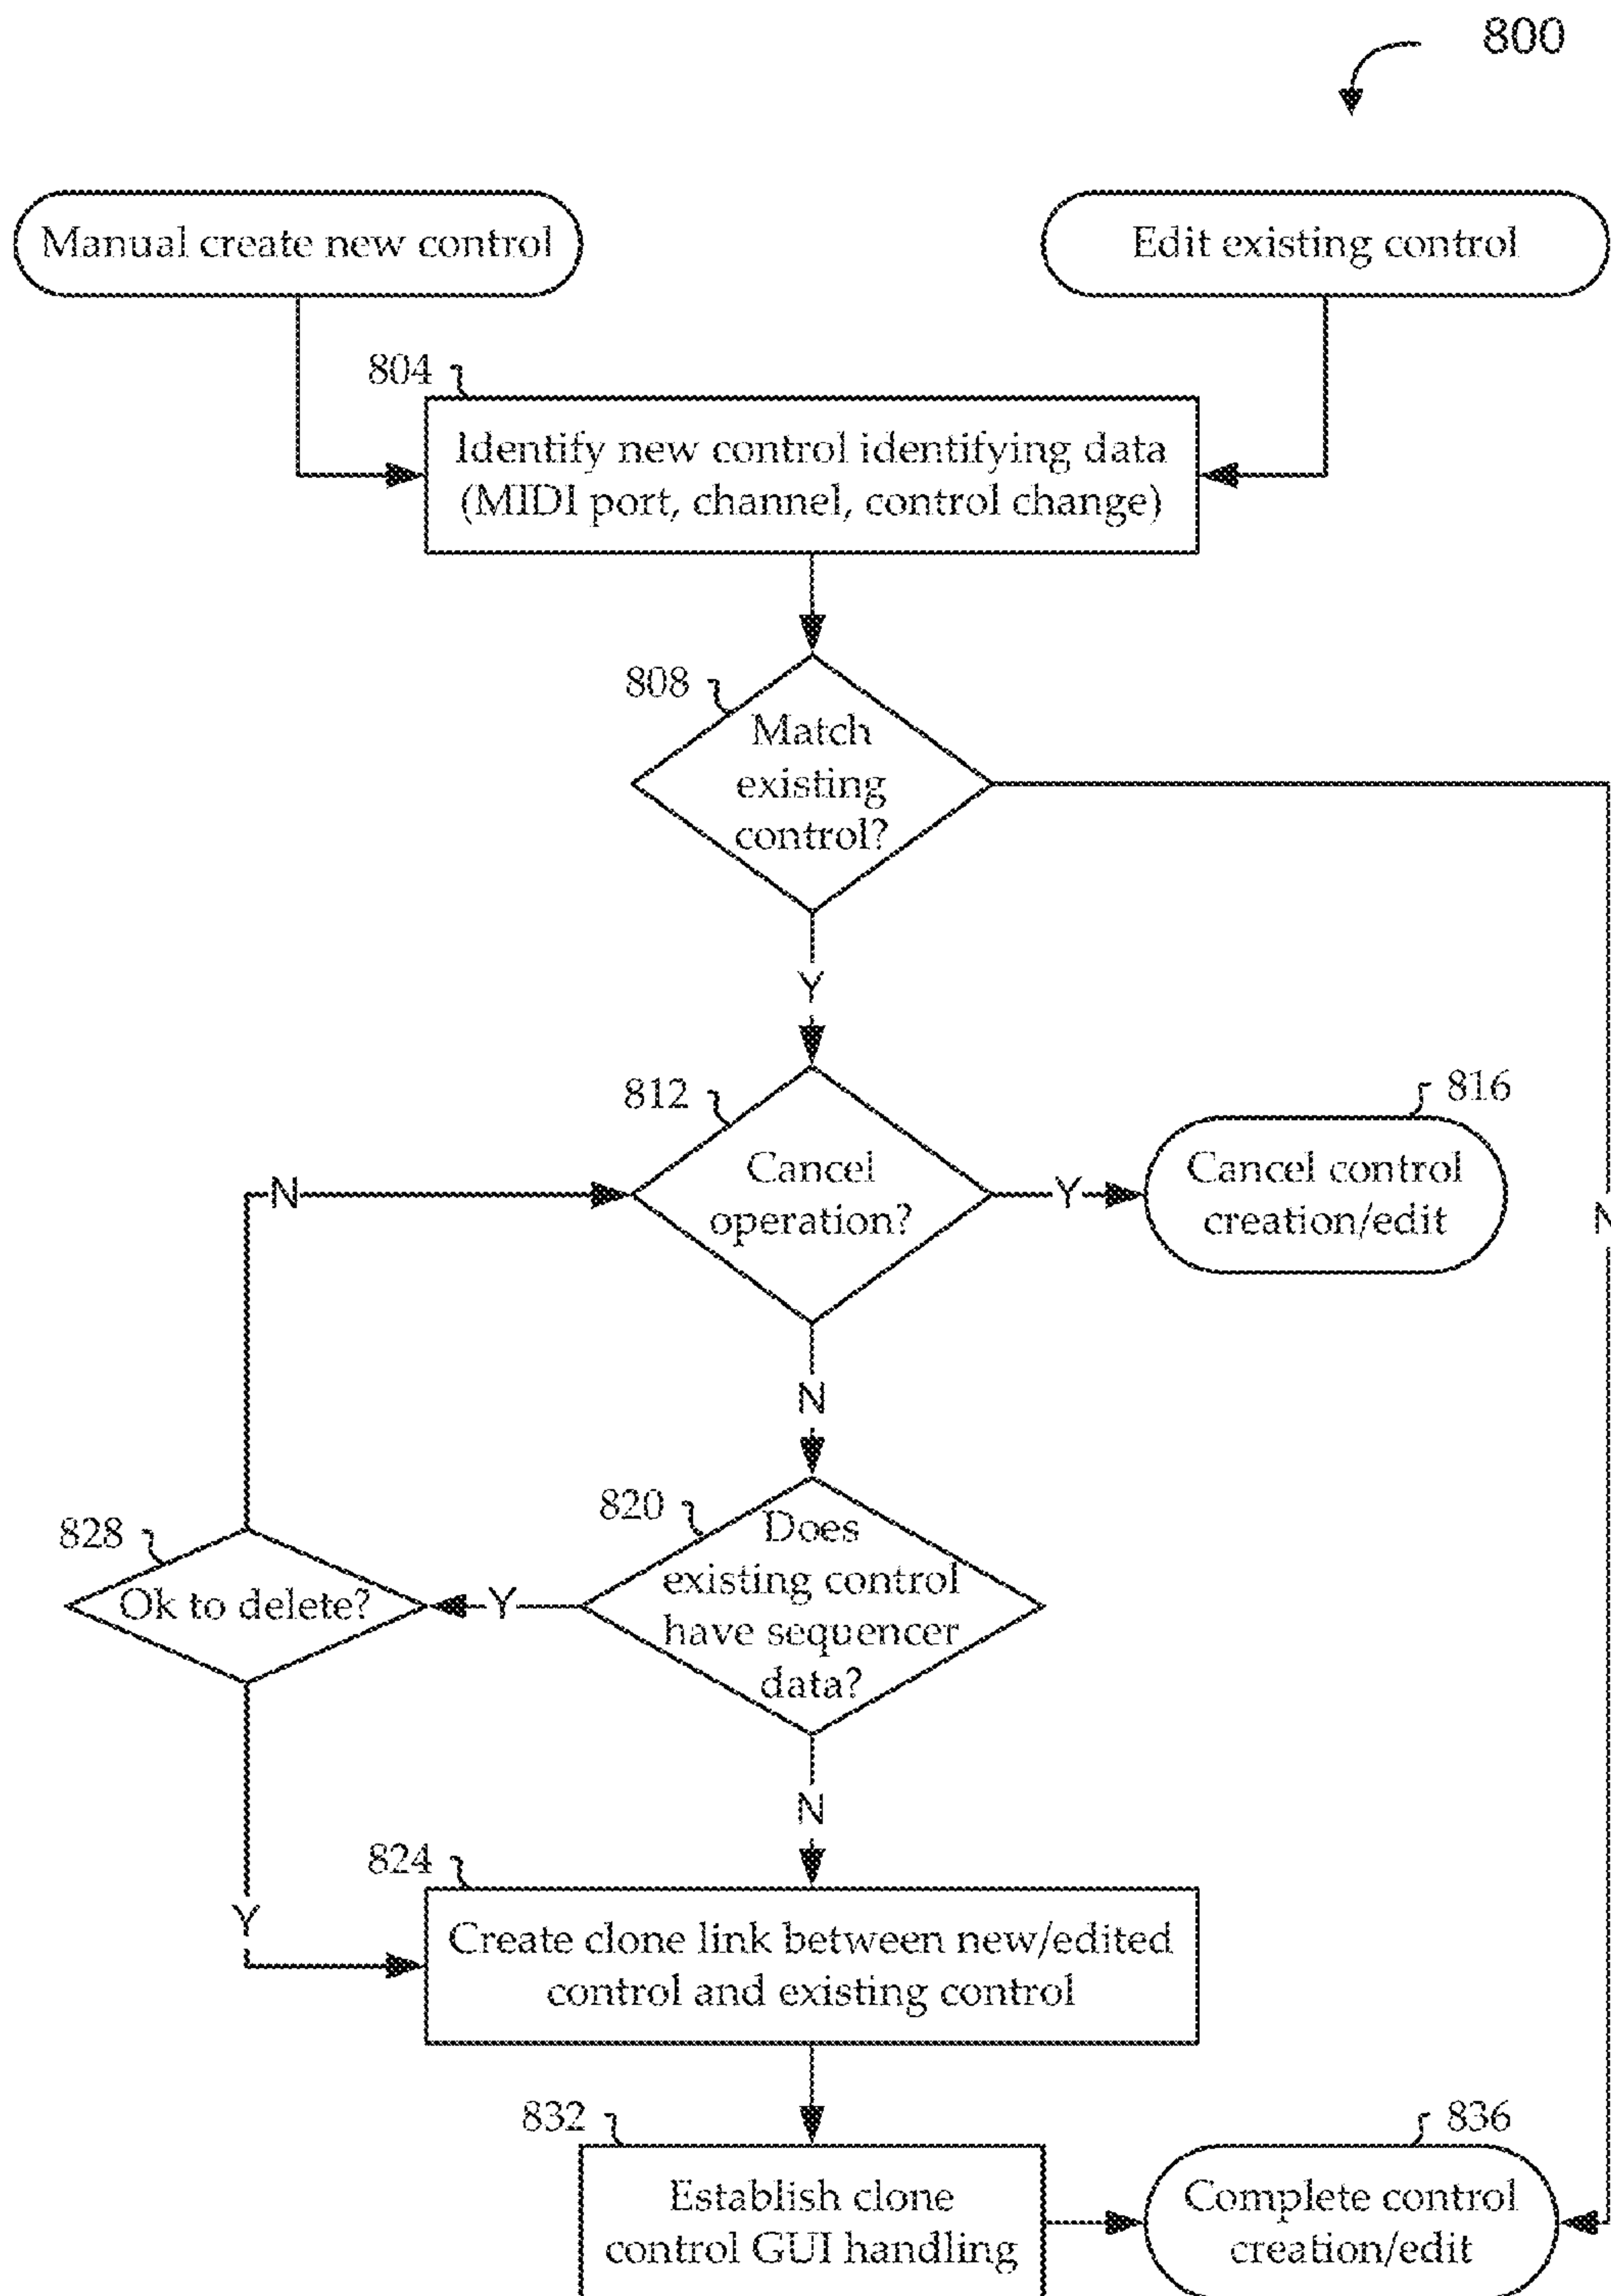 800
Manual create new control
Edit existing control
804
Identify new control identifying data
(MIDI port, channel, control change)
808
Match
existing
control?
Y
812
816
Cancel
operation?
N
Y
Cancel control
creation/edit
N
N
820
828
Does
existing control
have sequencer
data?
Ok to delete?
Y
N
824
Y
Create clone link between new/edited
control and existing control
832
836
Establish clone
control GUI handling
Complete control
creation/edit